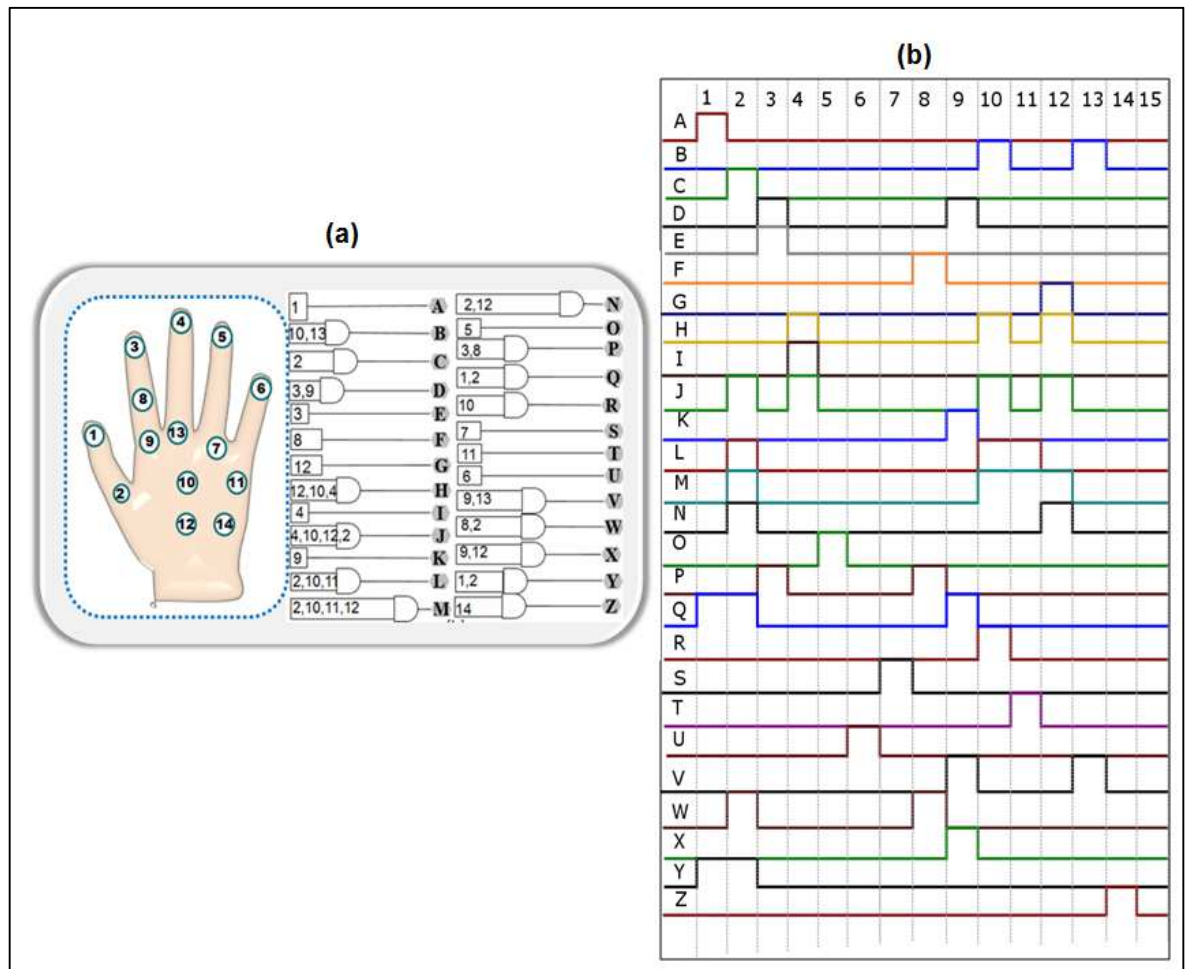 (b)
(a)
4
3
5
6
8
1
9
13
7
2
10
11
12
14
1 A
10,13 B
2 C
3,9 D
3 E
8 F
12 G
12,10,4 H
4 I
4,10,12,2 J
9 K
2,10,11 L
2,10,11,12 M
2,12 N
5 O
3,8 P
1,2 Q
10 R
7 S
11 T
6 U
9,13 V
8,2 W
9,12 X
1,2 Y
14 Z
1 2 3 4 5 6 7 8 9 10 11 12 13 14 15
A
B
C
D
E
F
G
H
I
J
K
L
M
N
O
P
Q
R
S
T
U
V
W
X
Y
Z